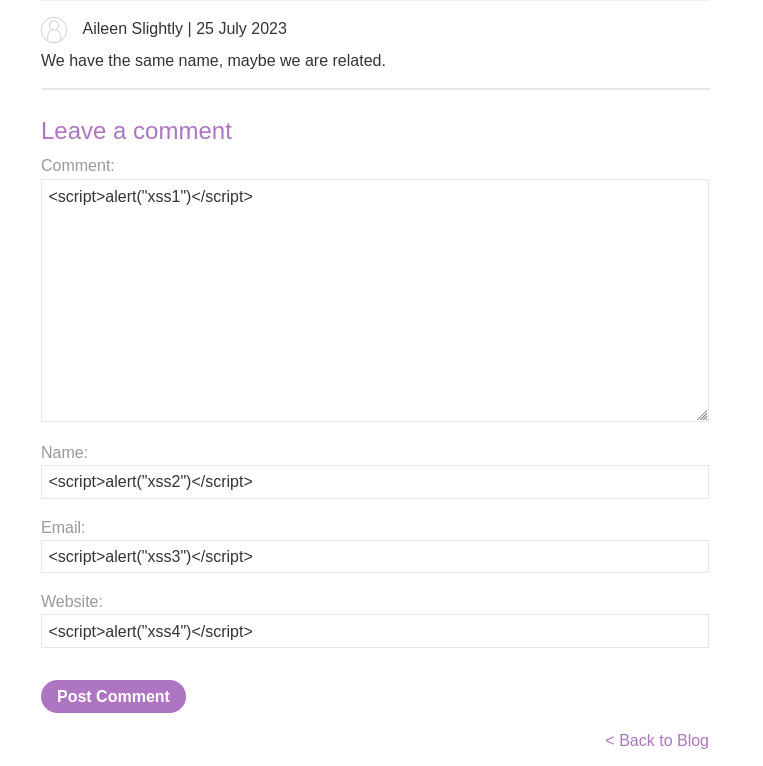 Aileen Slightly | 25 July 2023
We have the same name, maybe we are related.
Leave a comment
Comment:
<script>alert("xss1")</script>
Name:
<script>alert("xss2")</script>
Email:
<script>alert("xss3")</script>
Website:
<script>alert("xss4")</script>
Post Comment
< Back to Blog